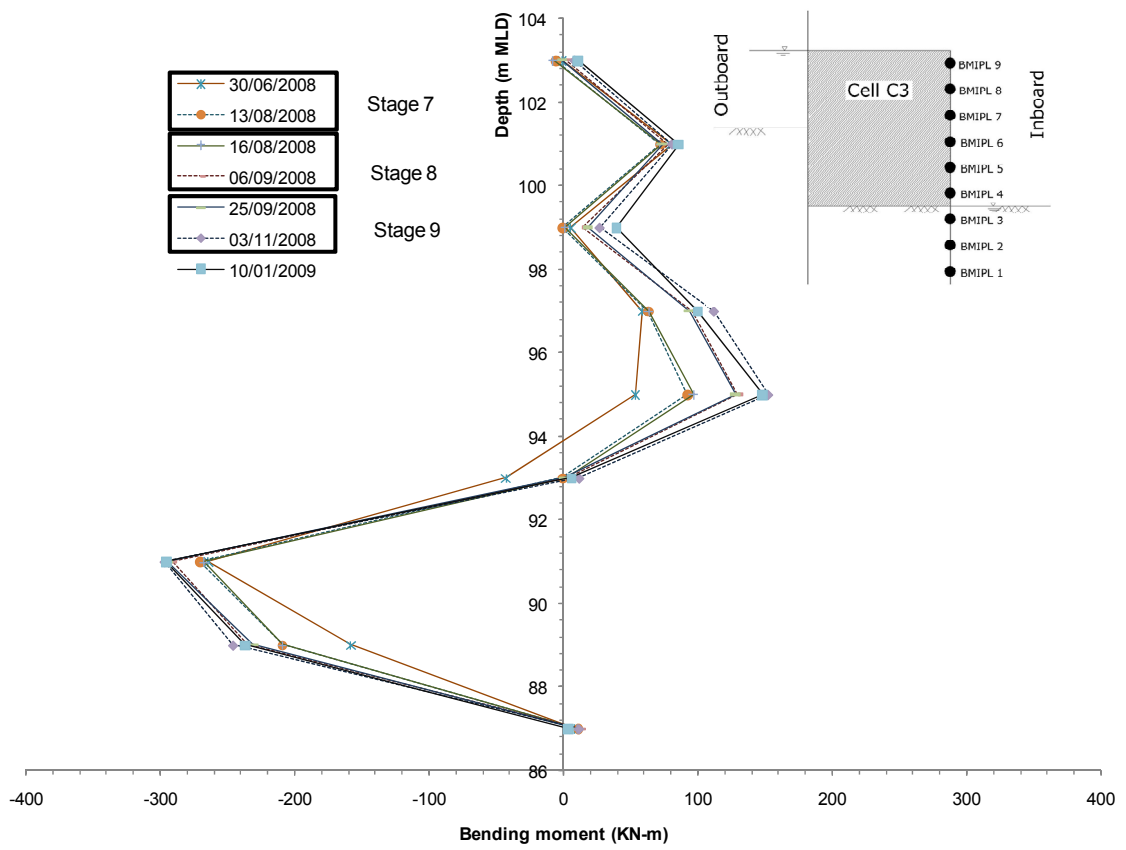 104
102
100
98
96
94
92
90
88
86
Depth (m MLD)
-400 -300 -200 -100 0 100 200 300 400
Bending moment (KN-m)
30/06/2008
13/08/2008
Stage 7
16/08/2008
06/09/2008
Stage 8
25/09/2008
03/11/2008
Stage 9
10/01/2009
Outboard
Cell C3
Inboard
BMIPL 9
BMIPL 8
BMIPL 7
BMIPL 6
BMIPL 5
BMIPL 4
BMIPL 3
BMIPL 2
BMIPL 1